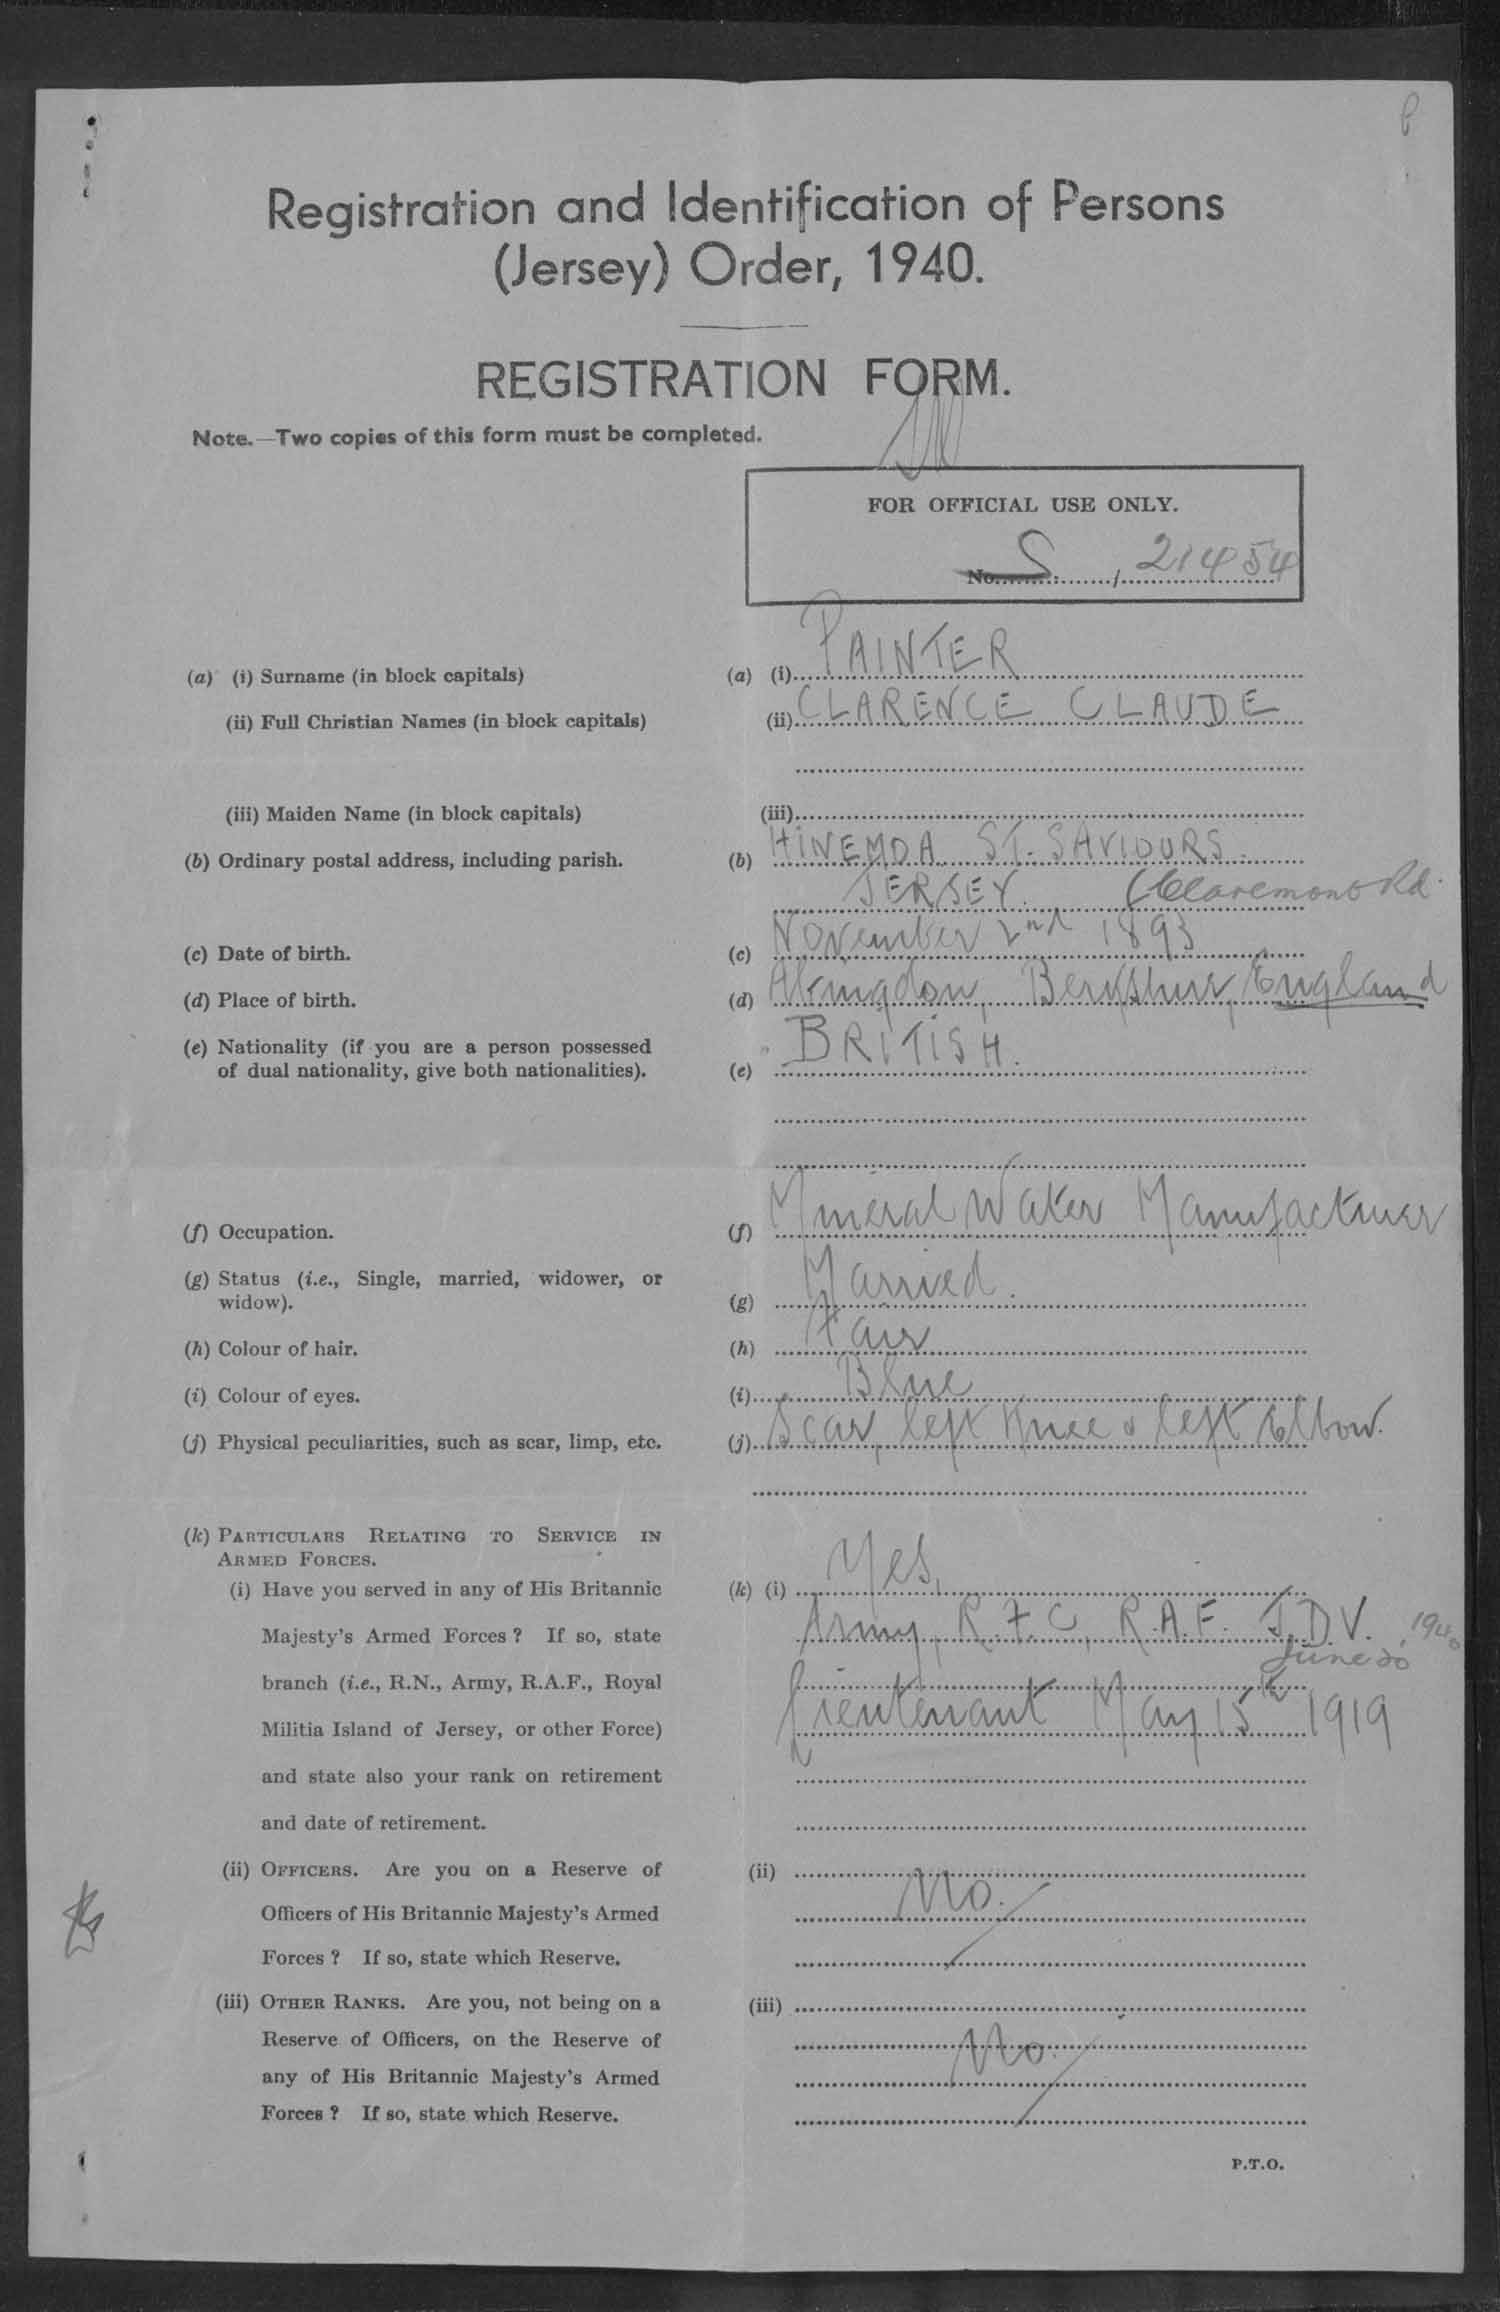 Registration and Identification of Persons
(Jersey) Order, 1940.
REGISTRATION FORM.
Note.—Two copies of this form must be completed.
FOR OFFICIAL USE ONLY.
No. S / 21454
(a) (i) Surname (in block capitals) (a) (i) PAINTER
(ii) Full Christian Names (in block capitals) (ii) CLARENCE CLAUDE
(iii) Maiden Name (in block capitals) (iii)
(b) Ordinary postal address, including parish. (b) HINEMOA ST. SAVIOURS
JERSEY. (Claremont Rd.
(c) Date of birth. (c) November 2nd 1893
(d) Place of birth. (d) Abingdon, Berkshire, England
(e) Nationality (if you are a person possessed
of dual nationality, give both nationalities). (e) BRITISH.
(f) Occupation. (f) Mineral Water Manufacturer
(g) Status (i.e., Single, married, widower, or
widow). (g) Married.
(h) Colour of hair. (h) Fair
(i) Colour of eyes. (i) Blue
(j) Physical peculiarities, such as scar, limp, etc. (j) Scar, left knee & left Elbow.
(k) PARTICULARS RELATING TO SERVICE IN
ARMED FORCES.
(i) Have you served in any of His Britannic (k) (i) Yes,
Majesty's Armed Forces? If so, state Army, R.F.C, R.A.F. J.D.V. 1940
June 20
branch (i.e., R.N., Army, R.A.F., Royal
Militia Island of Jersey, or other Force) Lieutenant May 15th 1919
and state also your rank on retirement
and date of retirement.
(ii) OFFICERS. Are you on a Reserve of (ii)
Officers of His Britannic Majesty's Armed No.
Forces? If so, state which Reserve.
(iii) OTHER RANKS. Are you, not being on a (iii)
Reserve of Officers, on the Reserve of No.
any of His Britannic Majesty's Armed
Forces? If so, state which Reserve.
P.T.O.